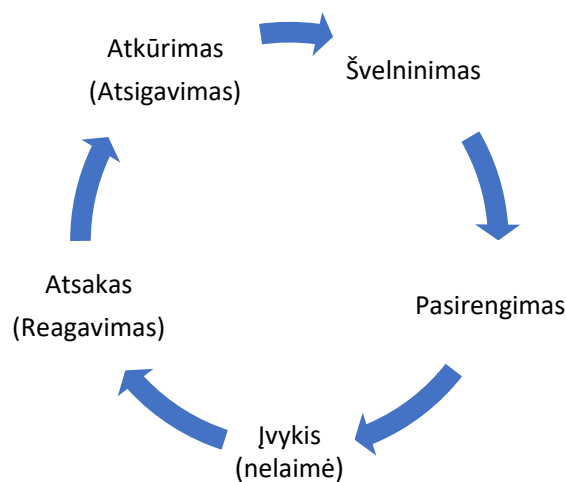 Atkūrimas
(Atsigavimas)
Švelninimas
Pasirengimas
Įvykis
(nelaimė)
Atsakas
(Reagavimas)